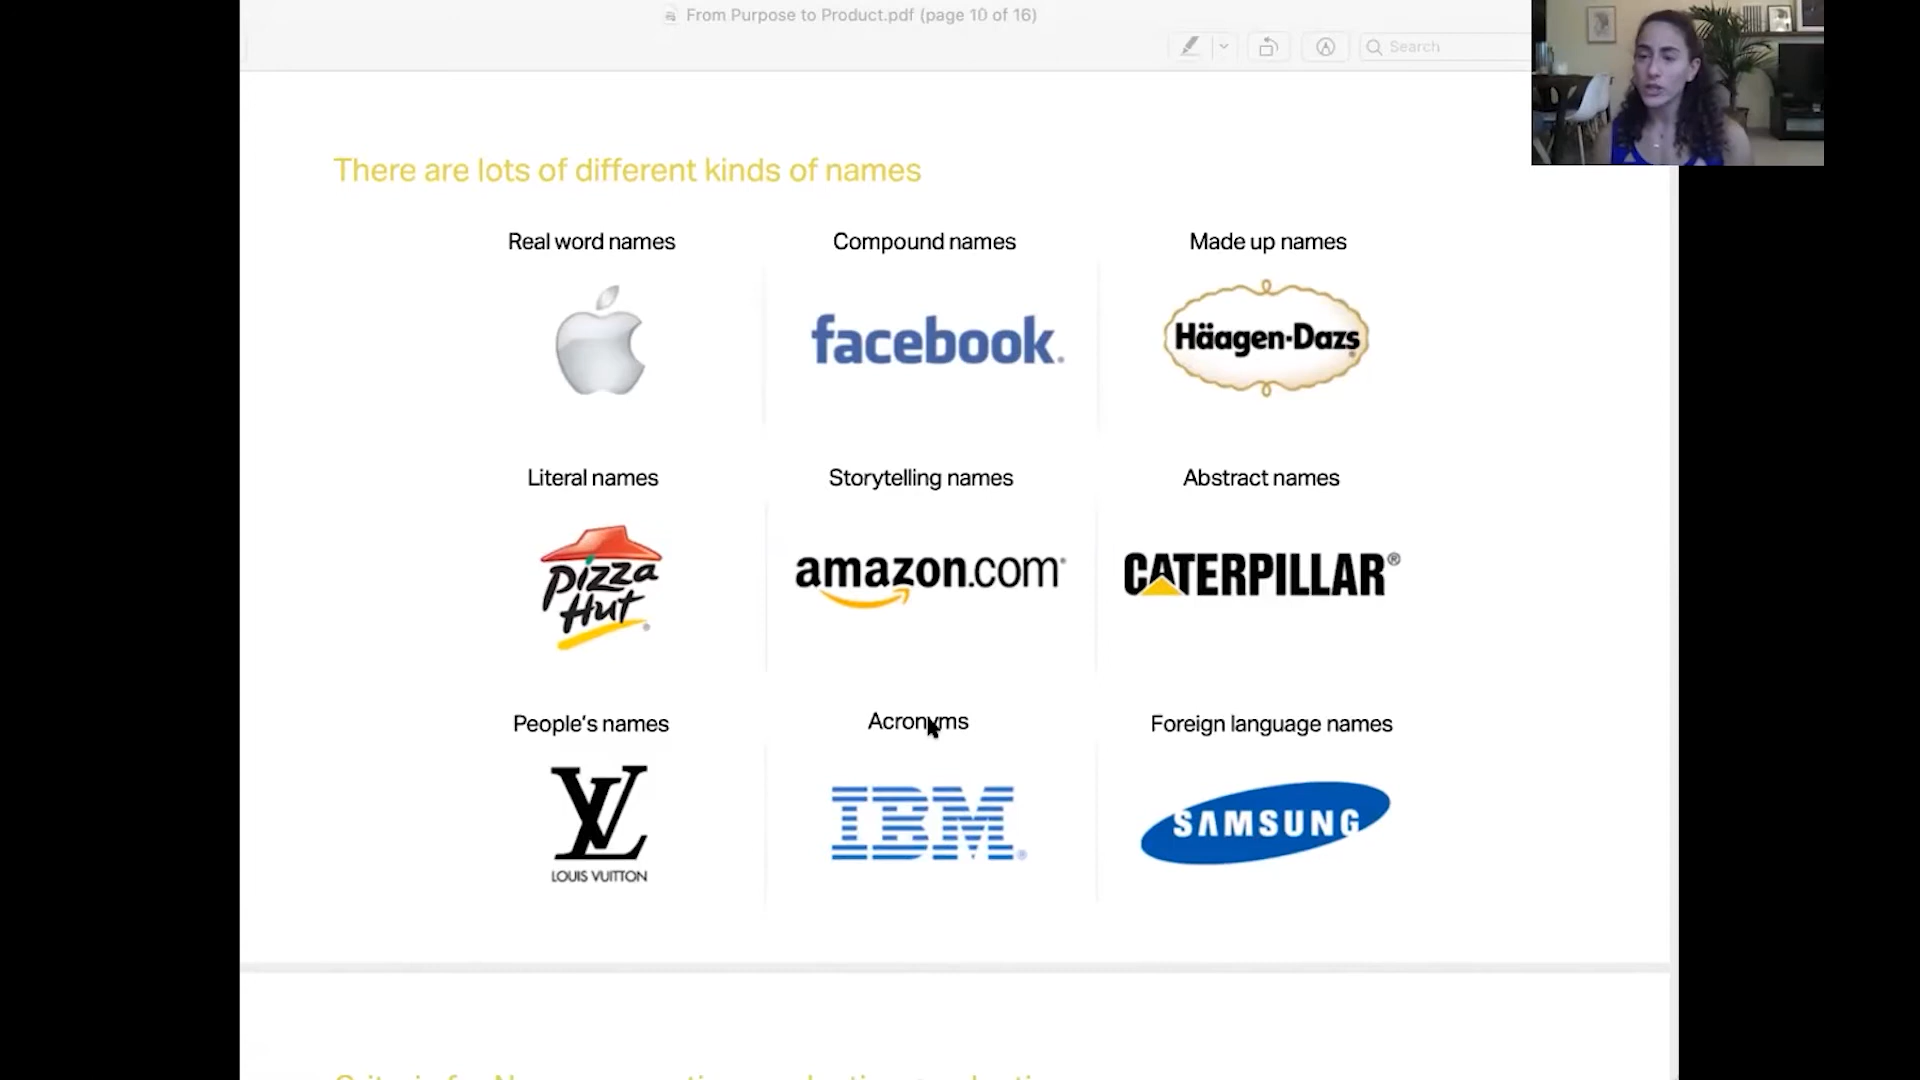 From Purpose to Product.pdf (page 10 of 16)
Search
There are lots of different kinds of names
Real word names
Compound names
Made up names
facebook®
Häagen-Dazs®
Literal names
Storytelling names
Abstract names
Pizza
Hut®
amazon.com®
CATERPILLAR®
People's names
Acronyms
Foreign language names
LV
LOUIS VUITTON
IBM®
SAMSUNG